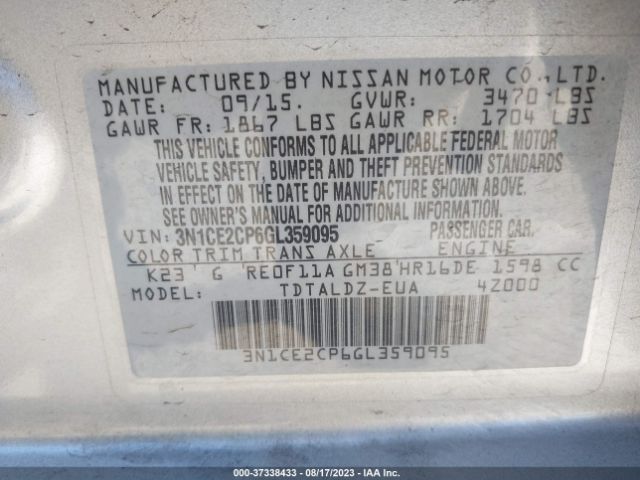 MANUFACTURED BY NISSAN MOTOR CO.,LTD.
DATE: 09/15. GVWR: 3470 LBS
GAWR FR: 1867 LBS GAWR RR: 1704 LBS
THIS VEHICLE CONFORMS TO ALL APPLICABLE FEDERAL MOTOR
VEHICLE SAFETY, BUMPER AND THEFT PREVENTION STANDARDS
IN EFFECT ON THE DATE OF MANUFACTURE SHOWN ABOVE.
SEE OWNER'S MANUAL FOR ADDITIONAL INFORMATION.
VIN: 3N1CE2CP6GL359095 PASSENGER CAR.
COLOR TRIM TRANS AXLE ENGINE
K23 G RE0F11A GM38 HR16DE 1598 CC
MODEL: TDTALDZ-EUA 4Z000
3N1CE2CP6GL359095
000-37338433 - 08/17/2023 - IAA Inc.